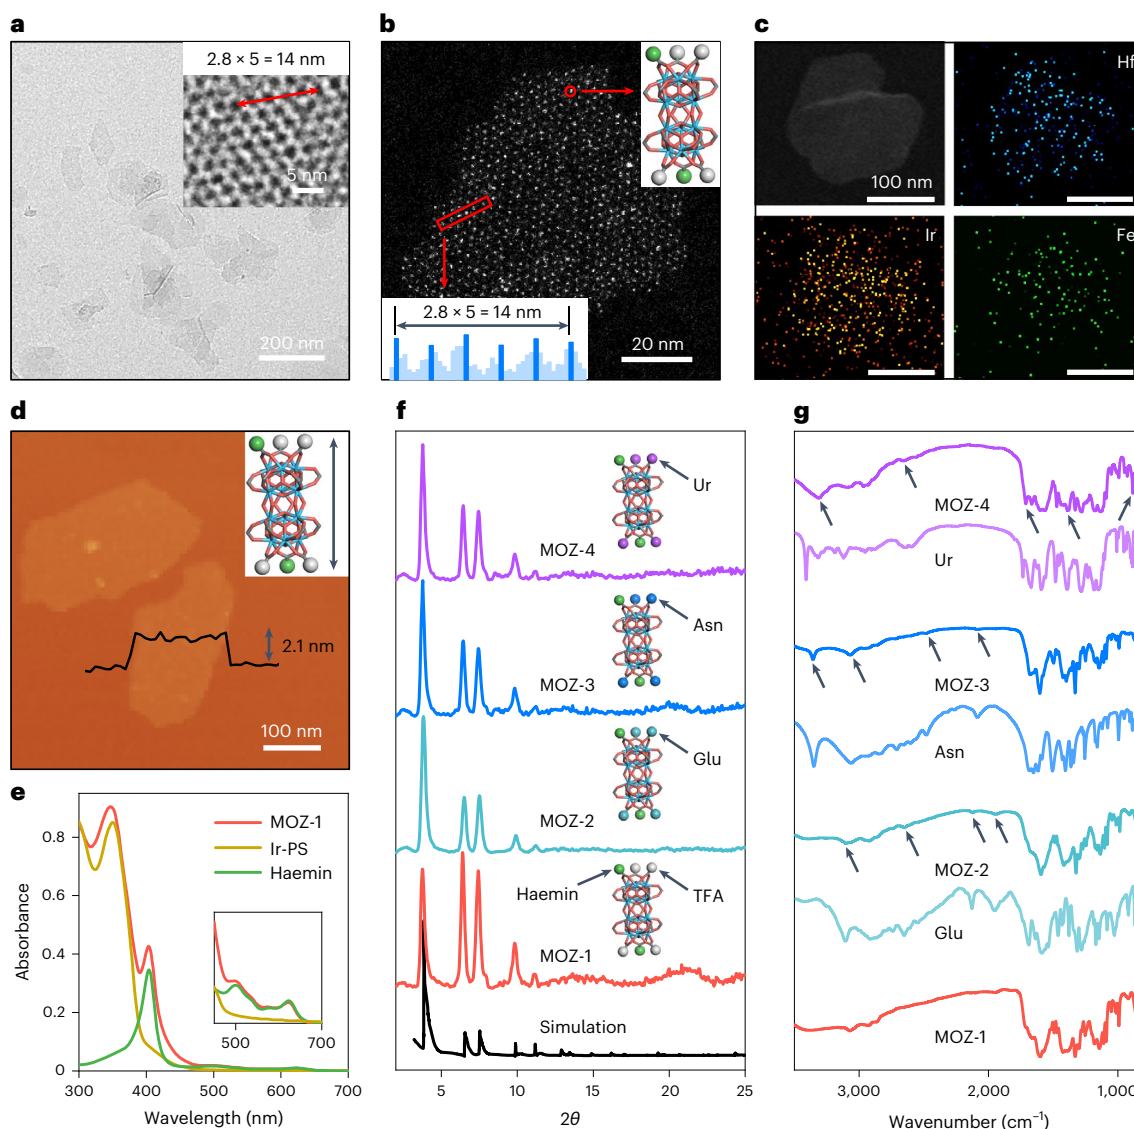 a
2.8 × 5 = 14 nm
5 nm
200 nm
b
2.8 × 5 = 14 nm
20 nm
c
100 nm
Hf
Ir
Fe
d
2.1 nm
100 nm
e
MOZ-1
Ir-PS
Haemin
Absorbance
0.8
0.6
0.4
0.2
0
500
700
300
400
500
600
700
Wavelength (nm)
f
Ur
MOZ-4
Asn
MOZ-3
Glu
MOZ-2
Haemin
TFA
MOZ-1
Simulation
5
10
15
20
25
2θ
g
MOZ-4
Ur
MOZ-3
Asn
MOZ-2
Glu
MOZ-1
3,000
2,000
1,000
Wavenumber (cm⁻¹)